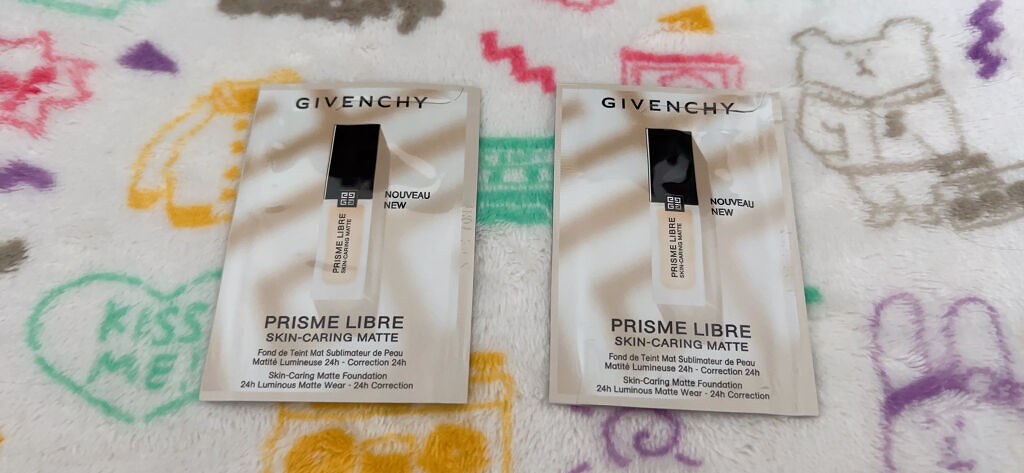 GIVENCHY
NOUVEAU
NEW
PRISME LIBRE
SKIN-CARING MATTE
PRISME LIBRE
SKIN-CARING MATTE
Fond de Teint Mat Sublimateur de Peau
Matité Lumineuse 24h - Correction 24h
Skin-Caring Matte Foundation
24h Luminous Matte Wear - 24h Correction
GIVENCHY
NOUVEAU
NEW
PRISME LIBRE
SKIN-CARING MATTE
PRISME LIBRE
SKIN-CARING MATTE
Fond de Teint Mat Sublimateur de Peau
Matité Lumineuse 24h - Correction 24h
Skin-Caring Matte Foundation
24h Luminous Matte Wear - 24h Correction
KISS
ME!